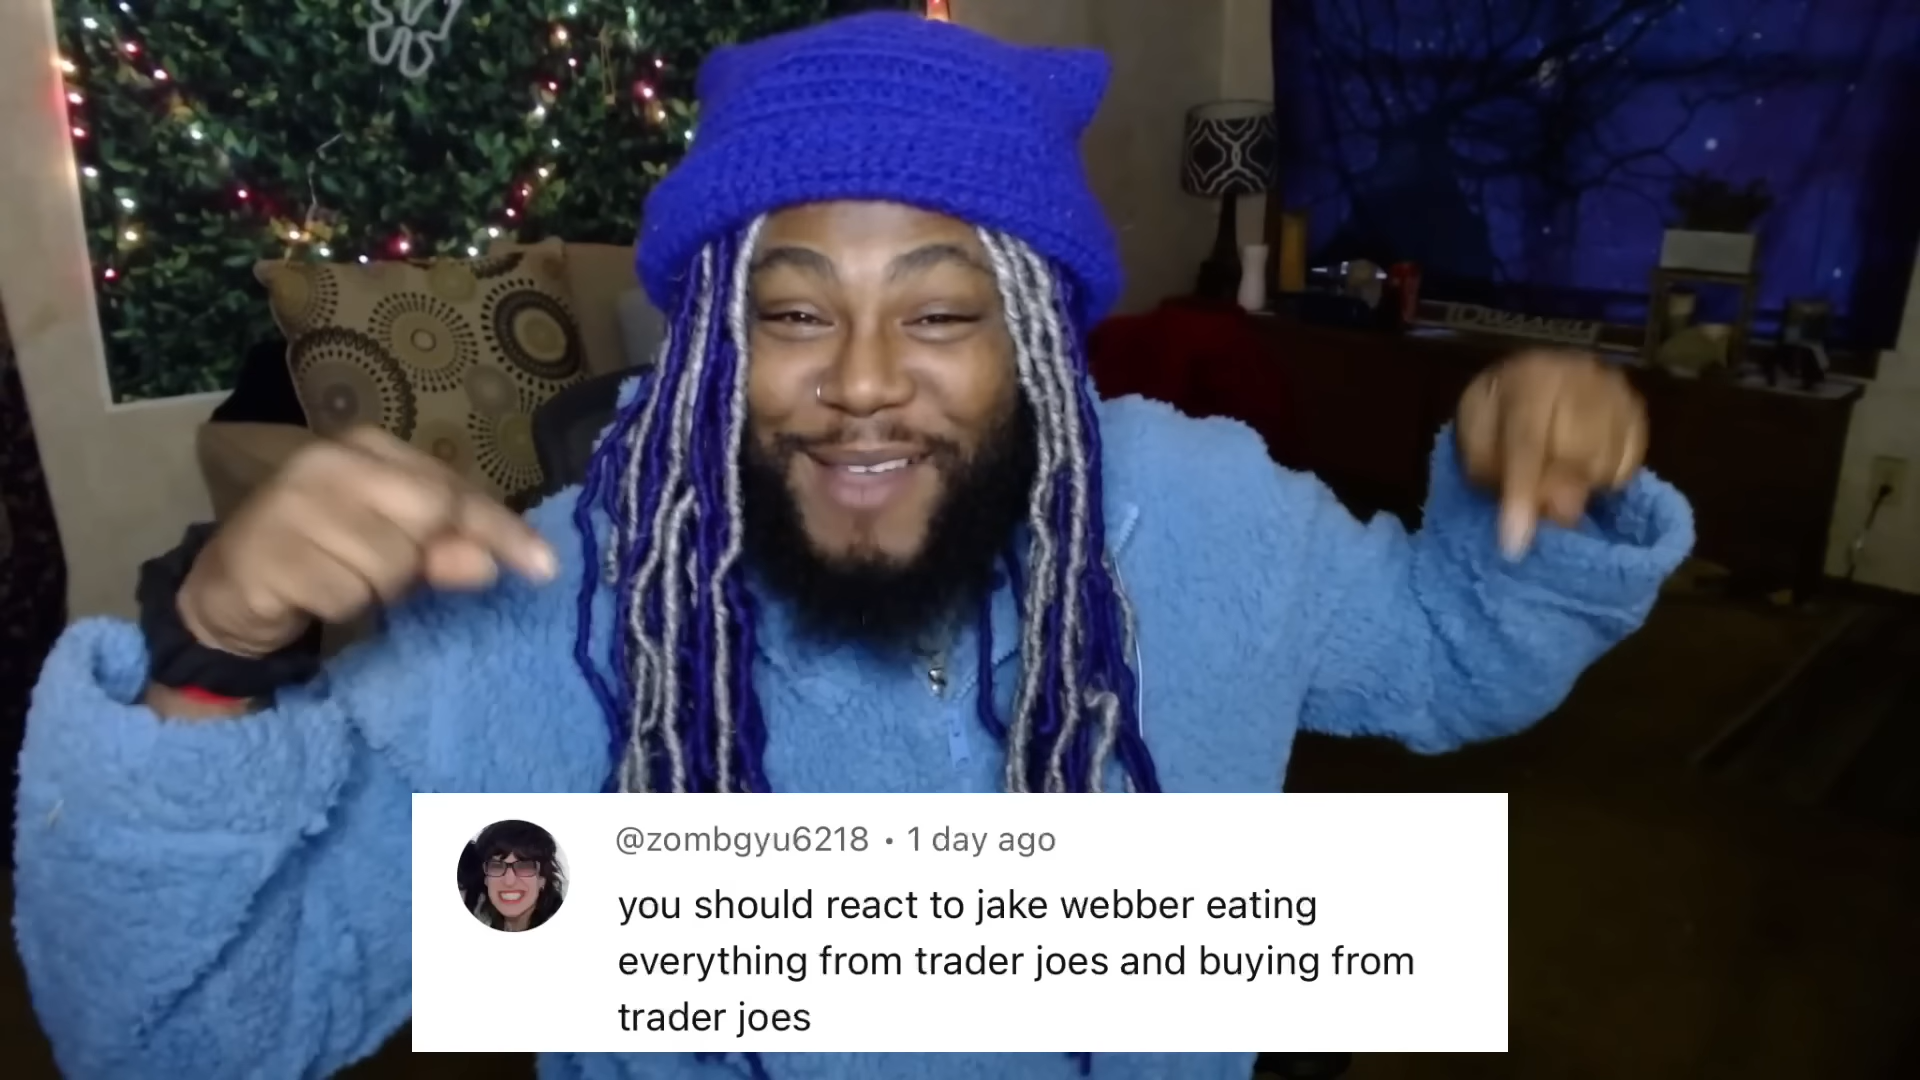 @zombgyu6218 • 1 day ago
you should react to jake webber eating
everything from trader joes and buying from
trader joes